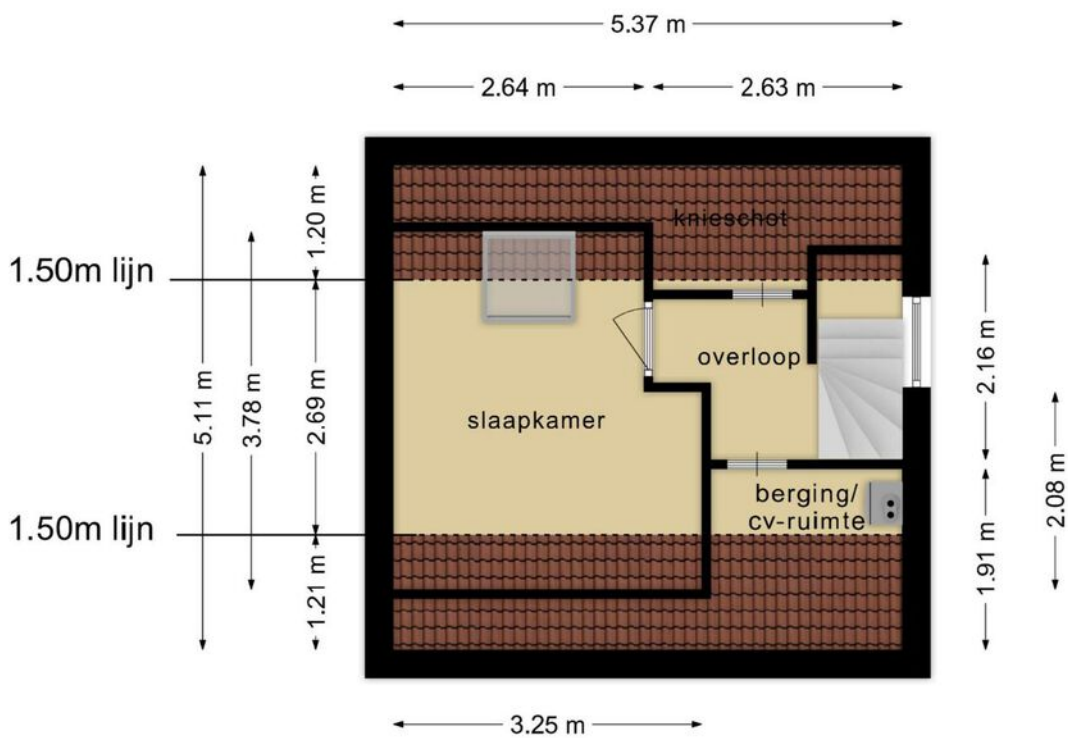 5.37 m
2.64 m
2.63 m
knieschot
1.20 m
1.50m lijn
2.16 m
overloop
5.11 m
3.78 m
2.69 m
slaapkamer
2.08 m
berging/
cv-ruimte
1.50m lijn
1.91 m
1.21 m
3.25 m